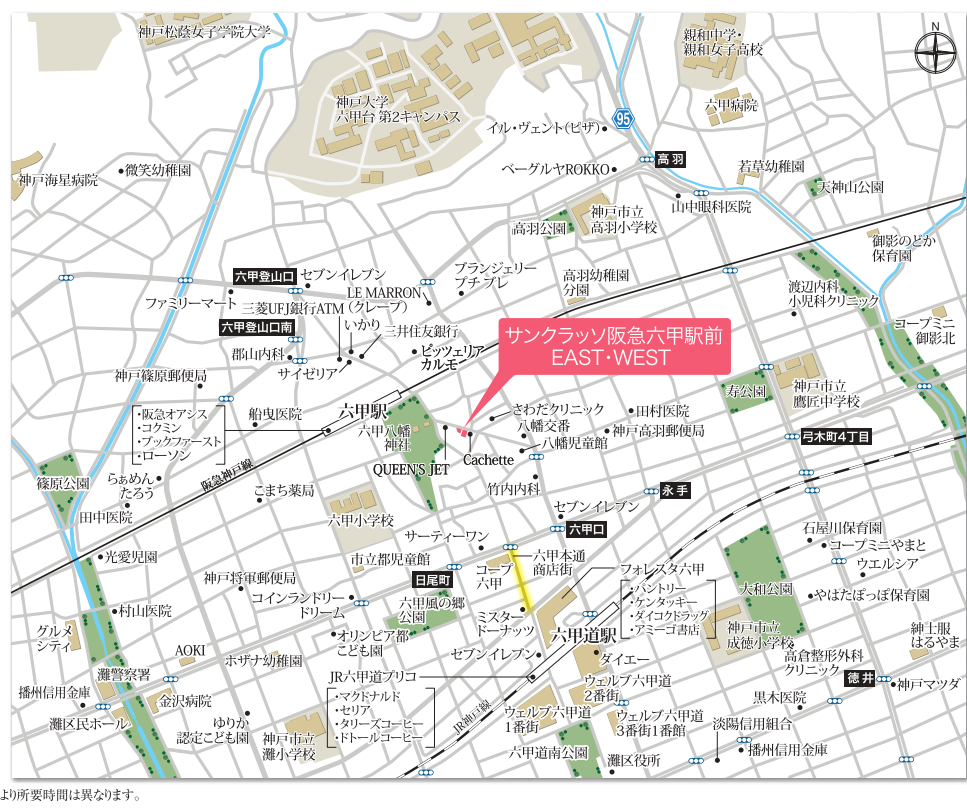 神戸松蔭女子学院大学
親和中学・
親和女子高校
N
神戸大学
六甲台 第2キャンパス
六甲病院
95
イル・ヴェント(ピザ)
高羽
ベーグルヤROKKO
若草幼稚園
微笑幼稚園
神戸海星病院
天神山公園
山中眼科医院
神戸市立
高羽小学校
高羽公園
御影のどか
保育園
六甲登山口
セブンイレブン
ブランジェリー
プチ プレ
高羽幼稚園
分園
渡辺内科
小児科クリニック
LE MARRON
(クレープ)
ファミリーマート
三菱UFJ銀行ATM
六甲登山口南
いかり
三井住友銀行
コープミニ
御影北
サンクラッソ阪急六甲駅前
EAST・WEST
郡山内科
ピッツェリア
カルモ
サイゼリア
神戸篠原郵便局
寿公園
神戸市立
鷹匠中学校
・阪急オアシス
・コクミン
・ブックファースト
・ローソン
船曳医院
六甲駅
六甲八幡
神社
さわだクリニック
八幡交番
田村医院
神戸高羽郵便局
弓木町4丁目
八幡児童館
QUEEN'S JET
Cachette
阪急神戸線
篠原公園
らぁめん
たろう
田中医院
こまち薬局
竹内内科
永手
セブンイレブン
六甲小学校
六甲口
サーティーワン
石屋川保育園
コープミニやまと
光愛児園
市立都児童館
コープ
六甲
六甲本通
商店街
フォレスタ六甲
ウエルシア
日尾町
神戸将軍郵便局
コインランドリー
ドリーム
・パントリー
・ケンタッキー
・ダイコクドラッグ
・アミーゴ書店
大和公園
やはたぽっぽ保育園
村山医院
六甲風の郷
公園
ミスター
ドーナッツ
グルメ
シティ
オリンピア都
こども園
六甲道駅
神戸市立
成徳小学校
紳士服
はるやま
AOKI
ホザナ幼稚園
セブンイレブン
ダイエー
高倉整形外科
クリニック
灘警察署
JR六甲道プリコ
ウェルブ六甲道
2番街
徳井
神戸マツダ
播州信用金庫
金沢病院
・マクドナルド
・セリア
・タリーズコーヒー
・ドトールコーヒー
黒木医院
灘区民ホール
ゆりか
認定こども園
JR神戸線
ウェルブ六甲道
1番街
ウェルブ六甲道
3番街1番館
淡陽信用組合
神戸市立
灘小学校
六甲道南公園
灘区役所
播州信用金庫
より所要時間は異なります。